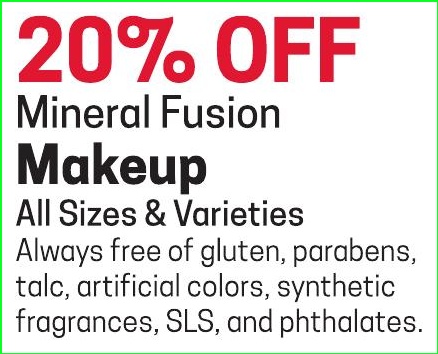 20% OFF
Mineral Fusion
Makeup
All Sizes & Varieties
Always free of gluten, parabens,
talc, artificial colors, synthetic
fragrances, SLS, and phthalates.